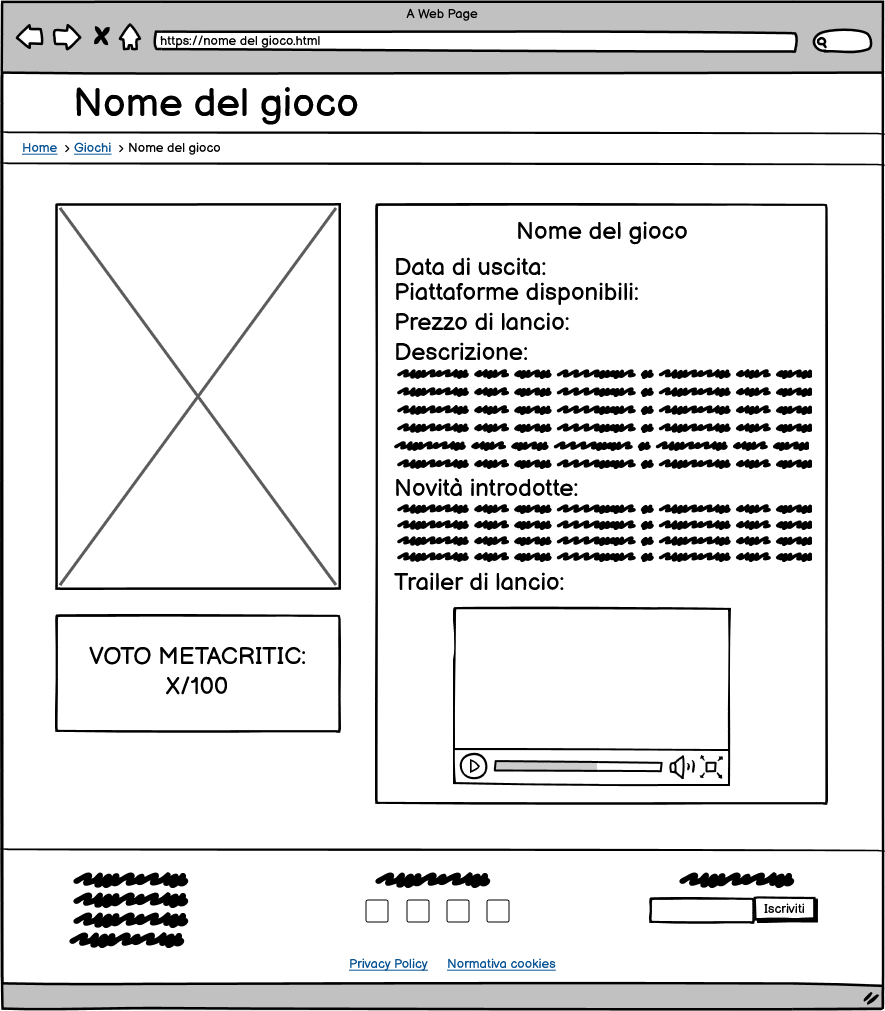 A Web Page
https://nome del gioco.html
Nome del gioco
Home > Giochi > Nome del gioco
Nome del gioco
Data di uscita:
Piattaforme disponibili:
Prezzo di lancio:
Descrizione:
Novità introdotte:
Trailer di lancio:
VOTO METACRITIC:
X/100
Iscriviti
Privacy Policy Normativa cookies